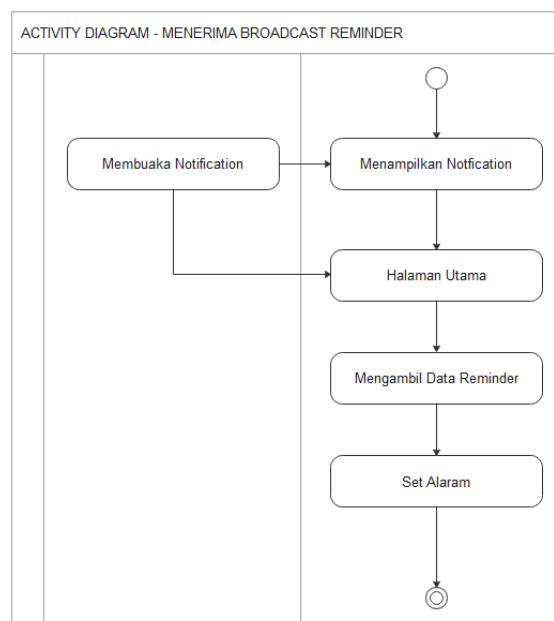 ACTIVITY DIAGRAM - MENERIMA BROADCAST REMINDER
Membuaka Notification
Menampilkan Notfication
Halaman Utama
Mengambil Data Reminder
Set Alaram